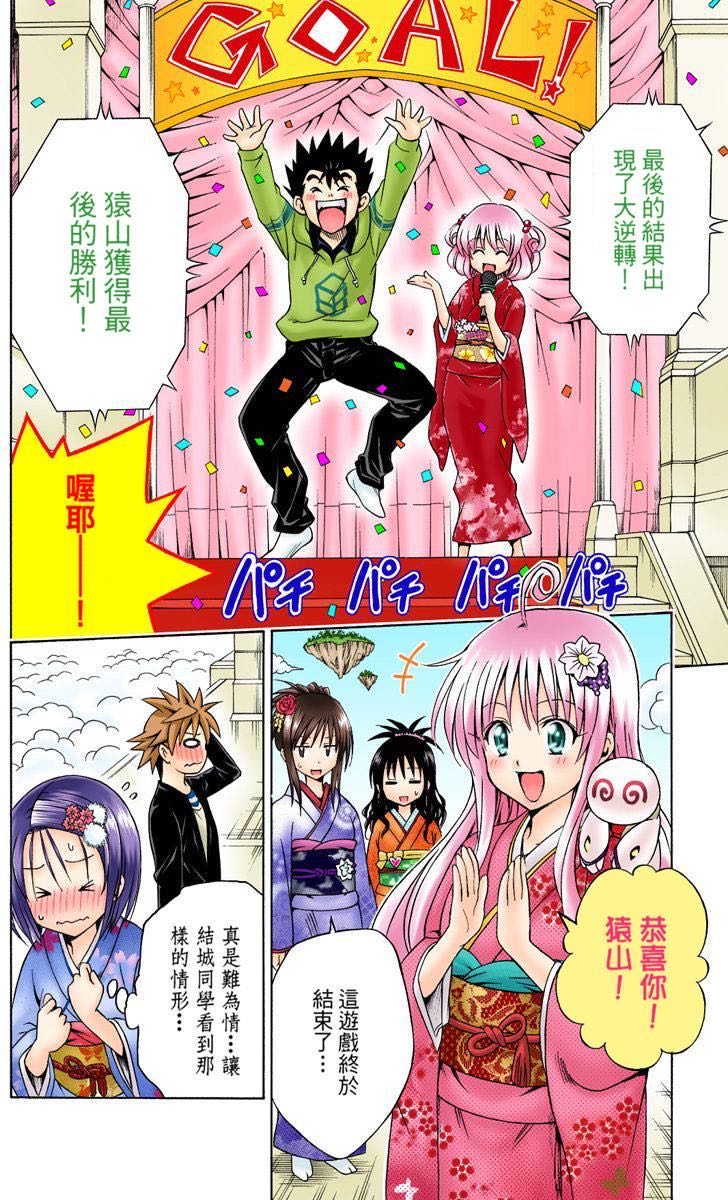 GOAL!
最後的結果出
現了大逆轉！
猿山獲得最
後的勝利！
喔耶——！
パチ パチ パチ パチ
恭喜你！
猿山！
這遊戲終於
結束了…
真是難為情…讓
結城同學看到那
樣的情形…